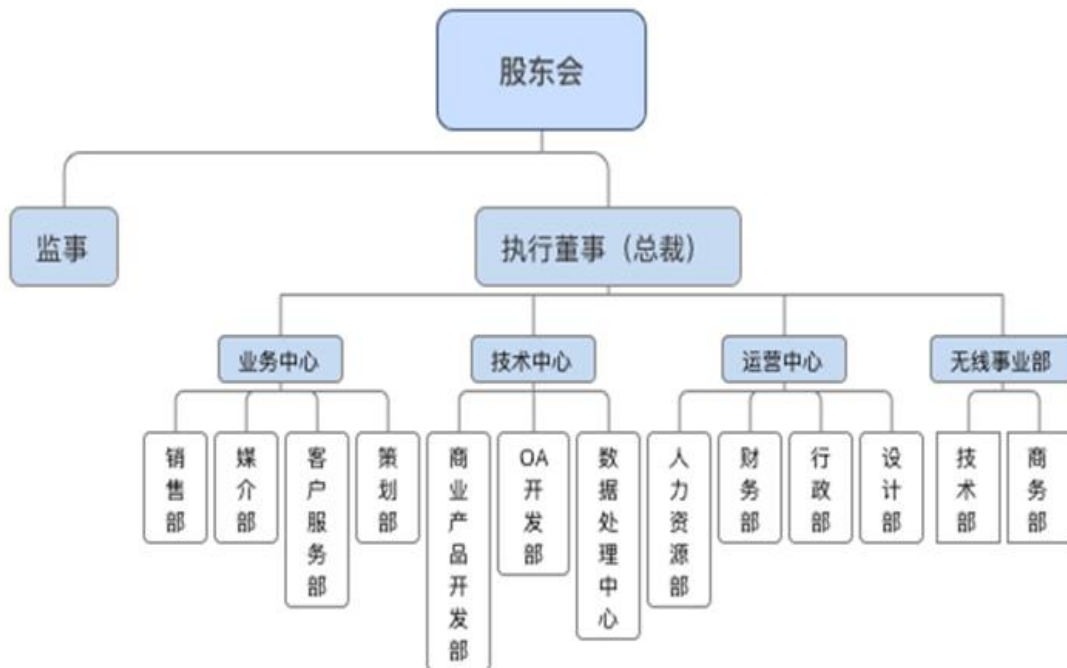 股东会
监事
执行董事（总裁）
业务中心
技术中心
运营中心
无线事业部
销售部
媒介部
客户服务部
策划部
商业产品开发部
OA开发部
数据处理中心
人力资源部
财务部
行政部
设计部
技术部
商务部